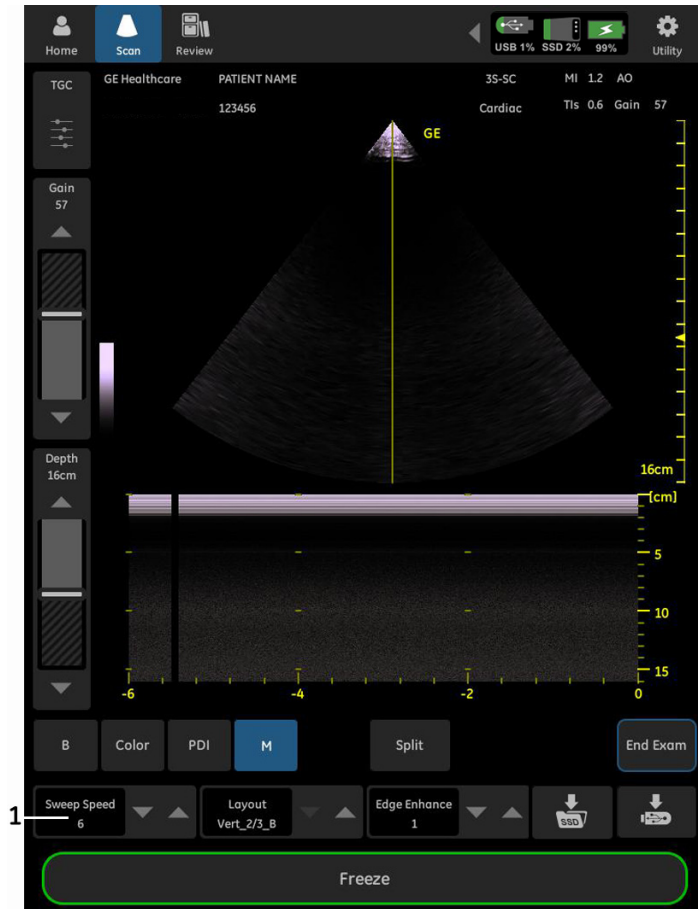 Home
Scan
Review
USB 1%
SSD 2%
99%
Utility
TGC
GE Healthcare
PATIENT NAME
3S-SC
MI 1.2 AO
123456
Cardiac
TIs 0.6 Gain 57
GE
Gain
57
Depth
16cm
16cm
[cm]
5
10
15
-6
-4
-2
0
B
Color
PDI
M
Split
End Exam
1
Sweep Speed
6
Layout
Vert_2/3_B
Edge Enhance
1
SSD
Freeze